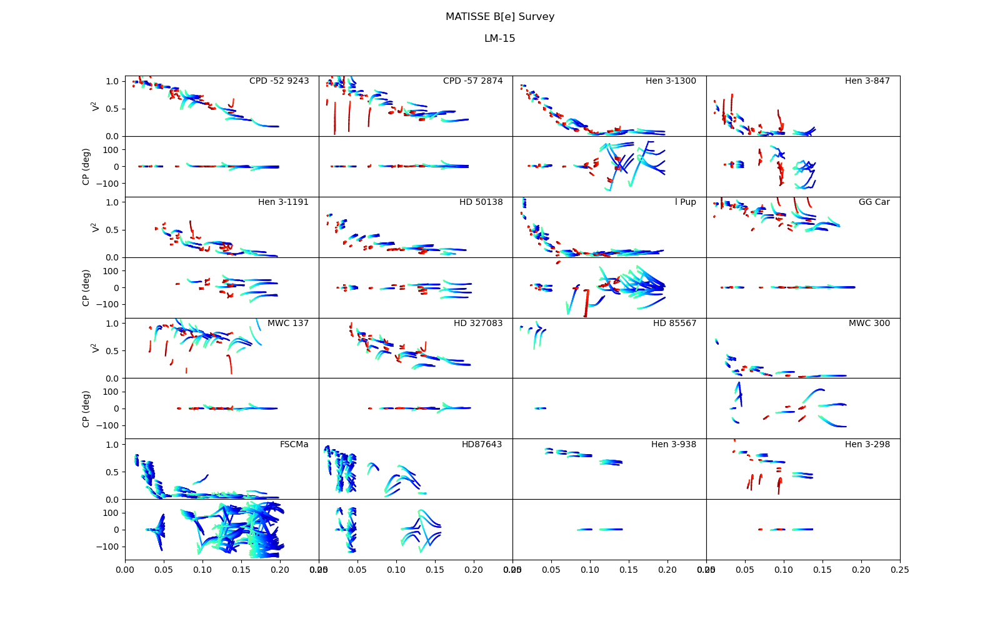 MATISSE B[e] Survey
LM-15
CPD -52 9243
CPD -57 2874
Hen 3-1300
Hen 3-847
1.0
0.5
0.0
V²
100
0
−100
CP (deg)
Hen 3-1191
HD 50138
l Pup
GG Car
1.0
0.5
0.0
V²
100
0
−100
CP (deg)
MWC 137
HD 327083
HD 85567
MWC 300
1.0
0.5
0.0
V²
100
0
−100
CP (deg)
FSCMa
HD87643
Hen 3-938
Hen 3-298
1.0
0.5
0.0
100
0
−100
0.00 0.05 0.10 0.15 0.20 0.05 0.10 0.15 0.20 0.05 0.10 0.15 0.20 0.05 0.10 0.15 0.20 0.25